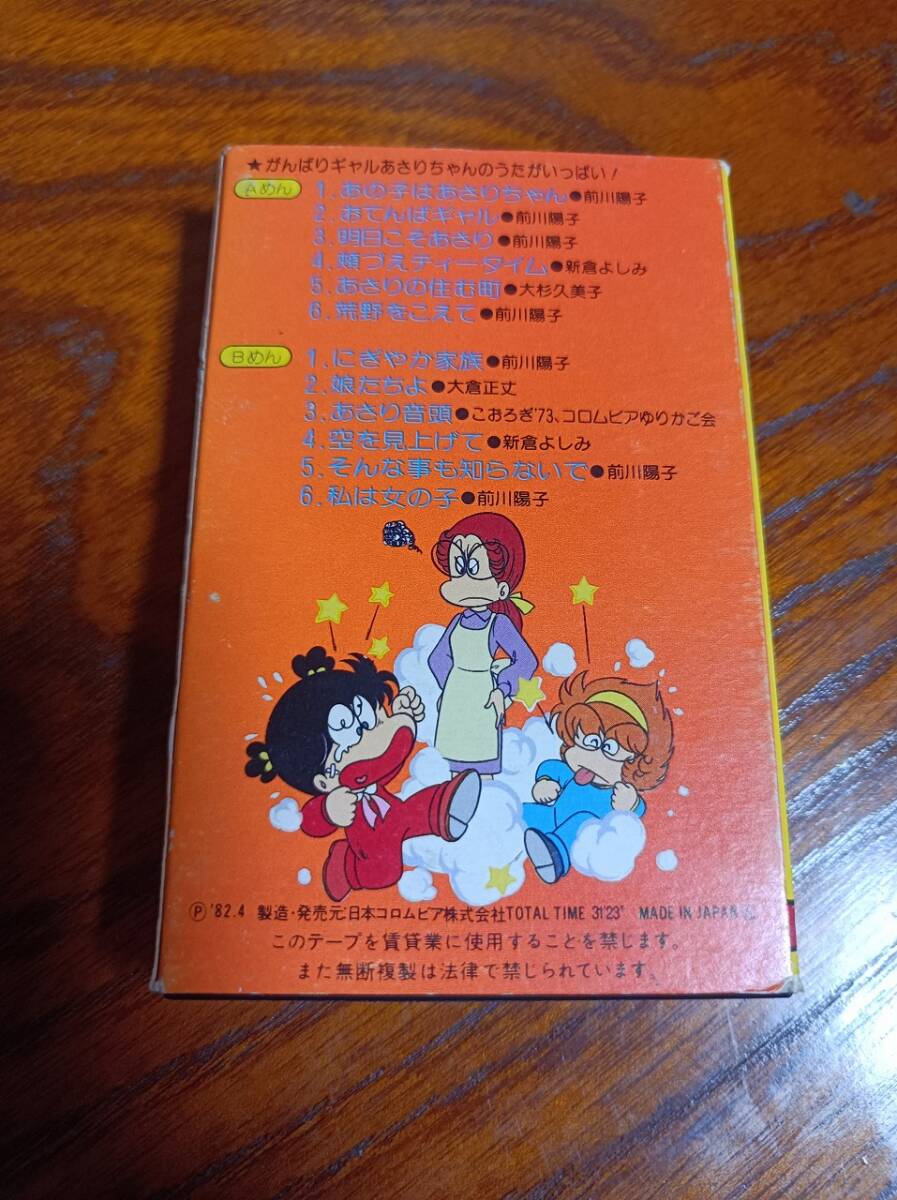 ★がんばりギャルあさりちゃんのうたがいっぱい!
Aめん
1.あの子はあさりちゃん●前川陽子
2.おてんばギャル●前川陽子
3.明日こそあさり●前川陽子
4.頬づえティータイム●新倉よしみ
5.あさりの住む町●大杉久美子
6.荒野をこえて●前川陽子
Bめん
1.にぎやか家族●前川陽子
2.娘たちよ●大倉正丈
3.あさり音頭●こおろぎ'73、コロムビアゆりかご会
4.空を見上げて●新倉よしみ
5.そんな事も知らないで●前川陽子
6.私は女の子●前川陽子
Ⓟ'82.4 製造・発売元:日本コロムビア株式会社TOTAL TIME 31'23" MADE IN JAPAN
このテープを賃貸業に使用することを禁じます。
また無断複製は法律で禁じられています。